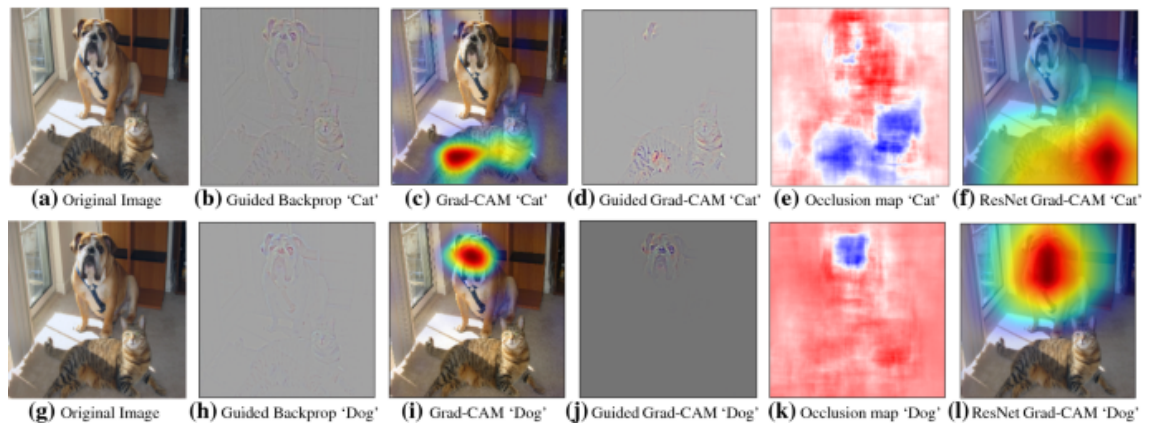 (a) Original Image (b) Guided Backprop ‘Cat’ (c) Grad-CAM ‘Cat’ (d) Guided Grad-CAM ‘Cat’ (e) Occlusion map ‘Cat’ (f) ResNet Grad-CAM ‘Cat’
(g) Original Image (h) Guided Backprop ‘Dog’ (i) Grad-CAM ‘Dog’ (j) Guided Grad-CAM ‘Dog’ (k) Occlusion map ‘Dog’ (l) ResNet Grad-CAM ‘Dog’